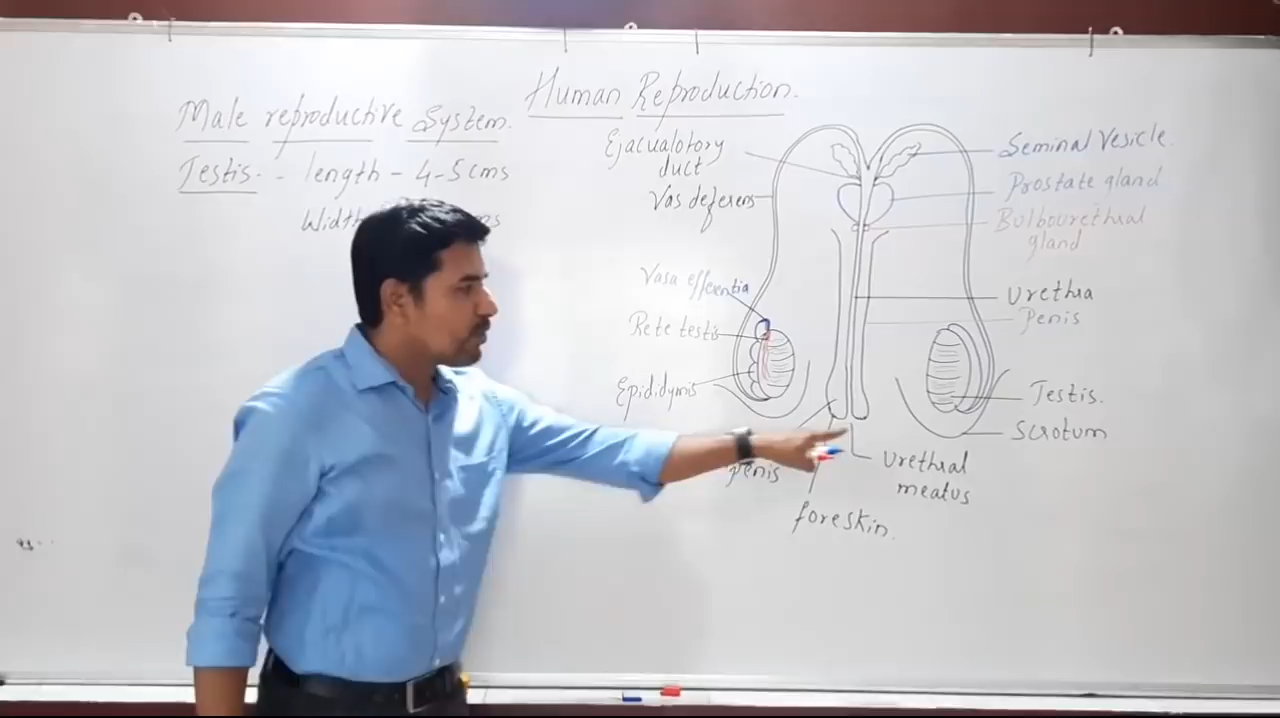 Human Reproduction.
Male reproductive System.
Testis. - length - 4-5cms
Width
Ejaculotory
duct
Vas deferens
Vasa efferentia
Rete testis
Epididymis
penis
foreskin.
Seminal Vesicle.
Prostate gland
Bulbourethral
gland
Urethra
Penis
Testis.
Scrotum
Urethral
meatus